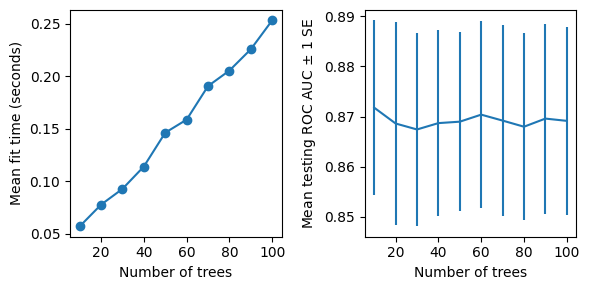 Mean fit time (seconds)
0.25
0.20
0.15
0.10
0.05
20 40 60 80 100
Number of trees
Mean testing ROC AUC ± 1 SE
0.89
0.88
0.87
0.86
0.85
20 40 60 80 100
Number of trees